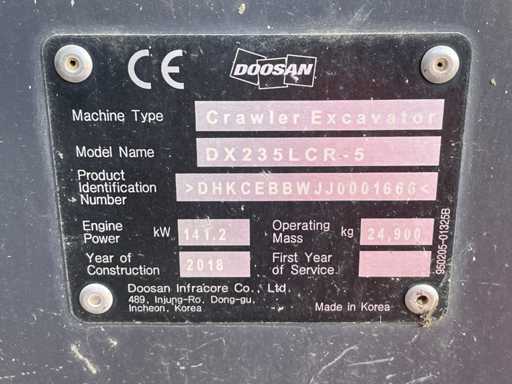 CE DOOSAN
Machine Type Crawler Excavator
Model Name DX235LCR-5
Product
Identification
Number >DHKCEBBWJJ0001666<
Engine
Power kW 141.2 Operating
Mass kg 24,900
Year of
Construction 2018 First Year
of Service
Doosan Infracore Co., Ltd.
489, Injung-Ro, Dong-gu,
Incheon, Korea
Made in Korea
950205-01325B